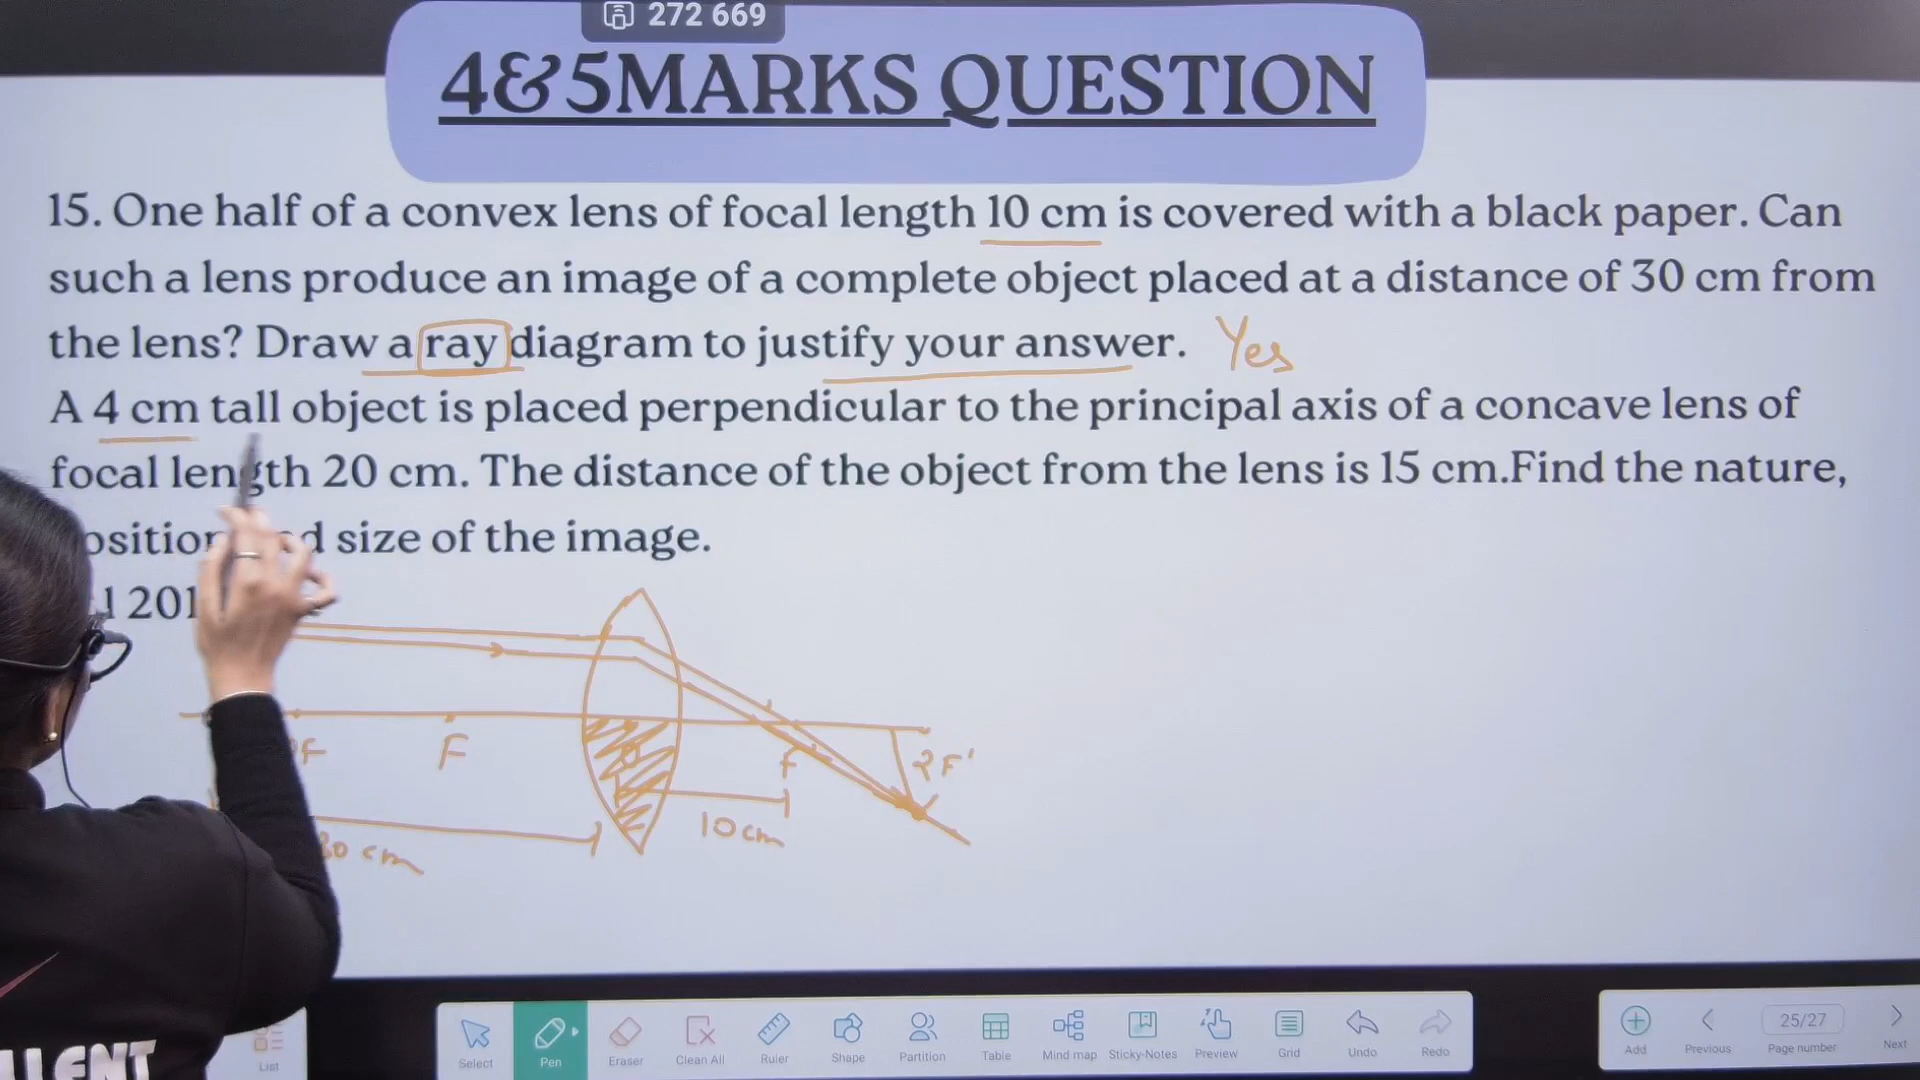 272 669
4&5MARKS QUESTION
15. One half of a convex lens of focal length 10 cm is covered with a black paper. Can
such a lens produce an image of a complete object placed at a distance of 30 cm from
the lens? Draw a ray diagram to justify your answer. Yes
A 4 cm tall object is placed perpendicular to the principal axis of a concave lens of
focal length 20 cm. The distance of the object from the lens is 15 cm.Find the nature,
size of the image.
201
F
2F'
10 cm
30 cm
LLENT
List
Select
Pen
Eraser
Clean All
Ruler
Shape
Partition
Table
Mind map
Sticky-Notes
Preview
Grid
Undo
Redo
Add
Previous
25/27
Page number
Next